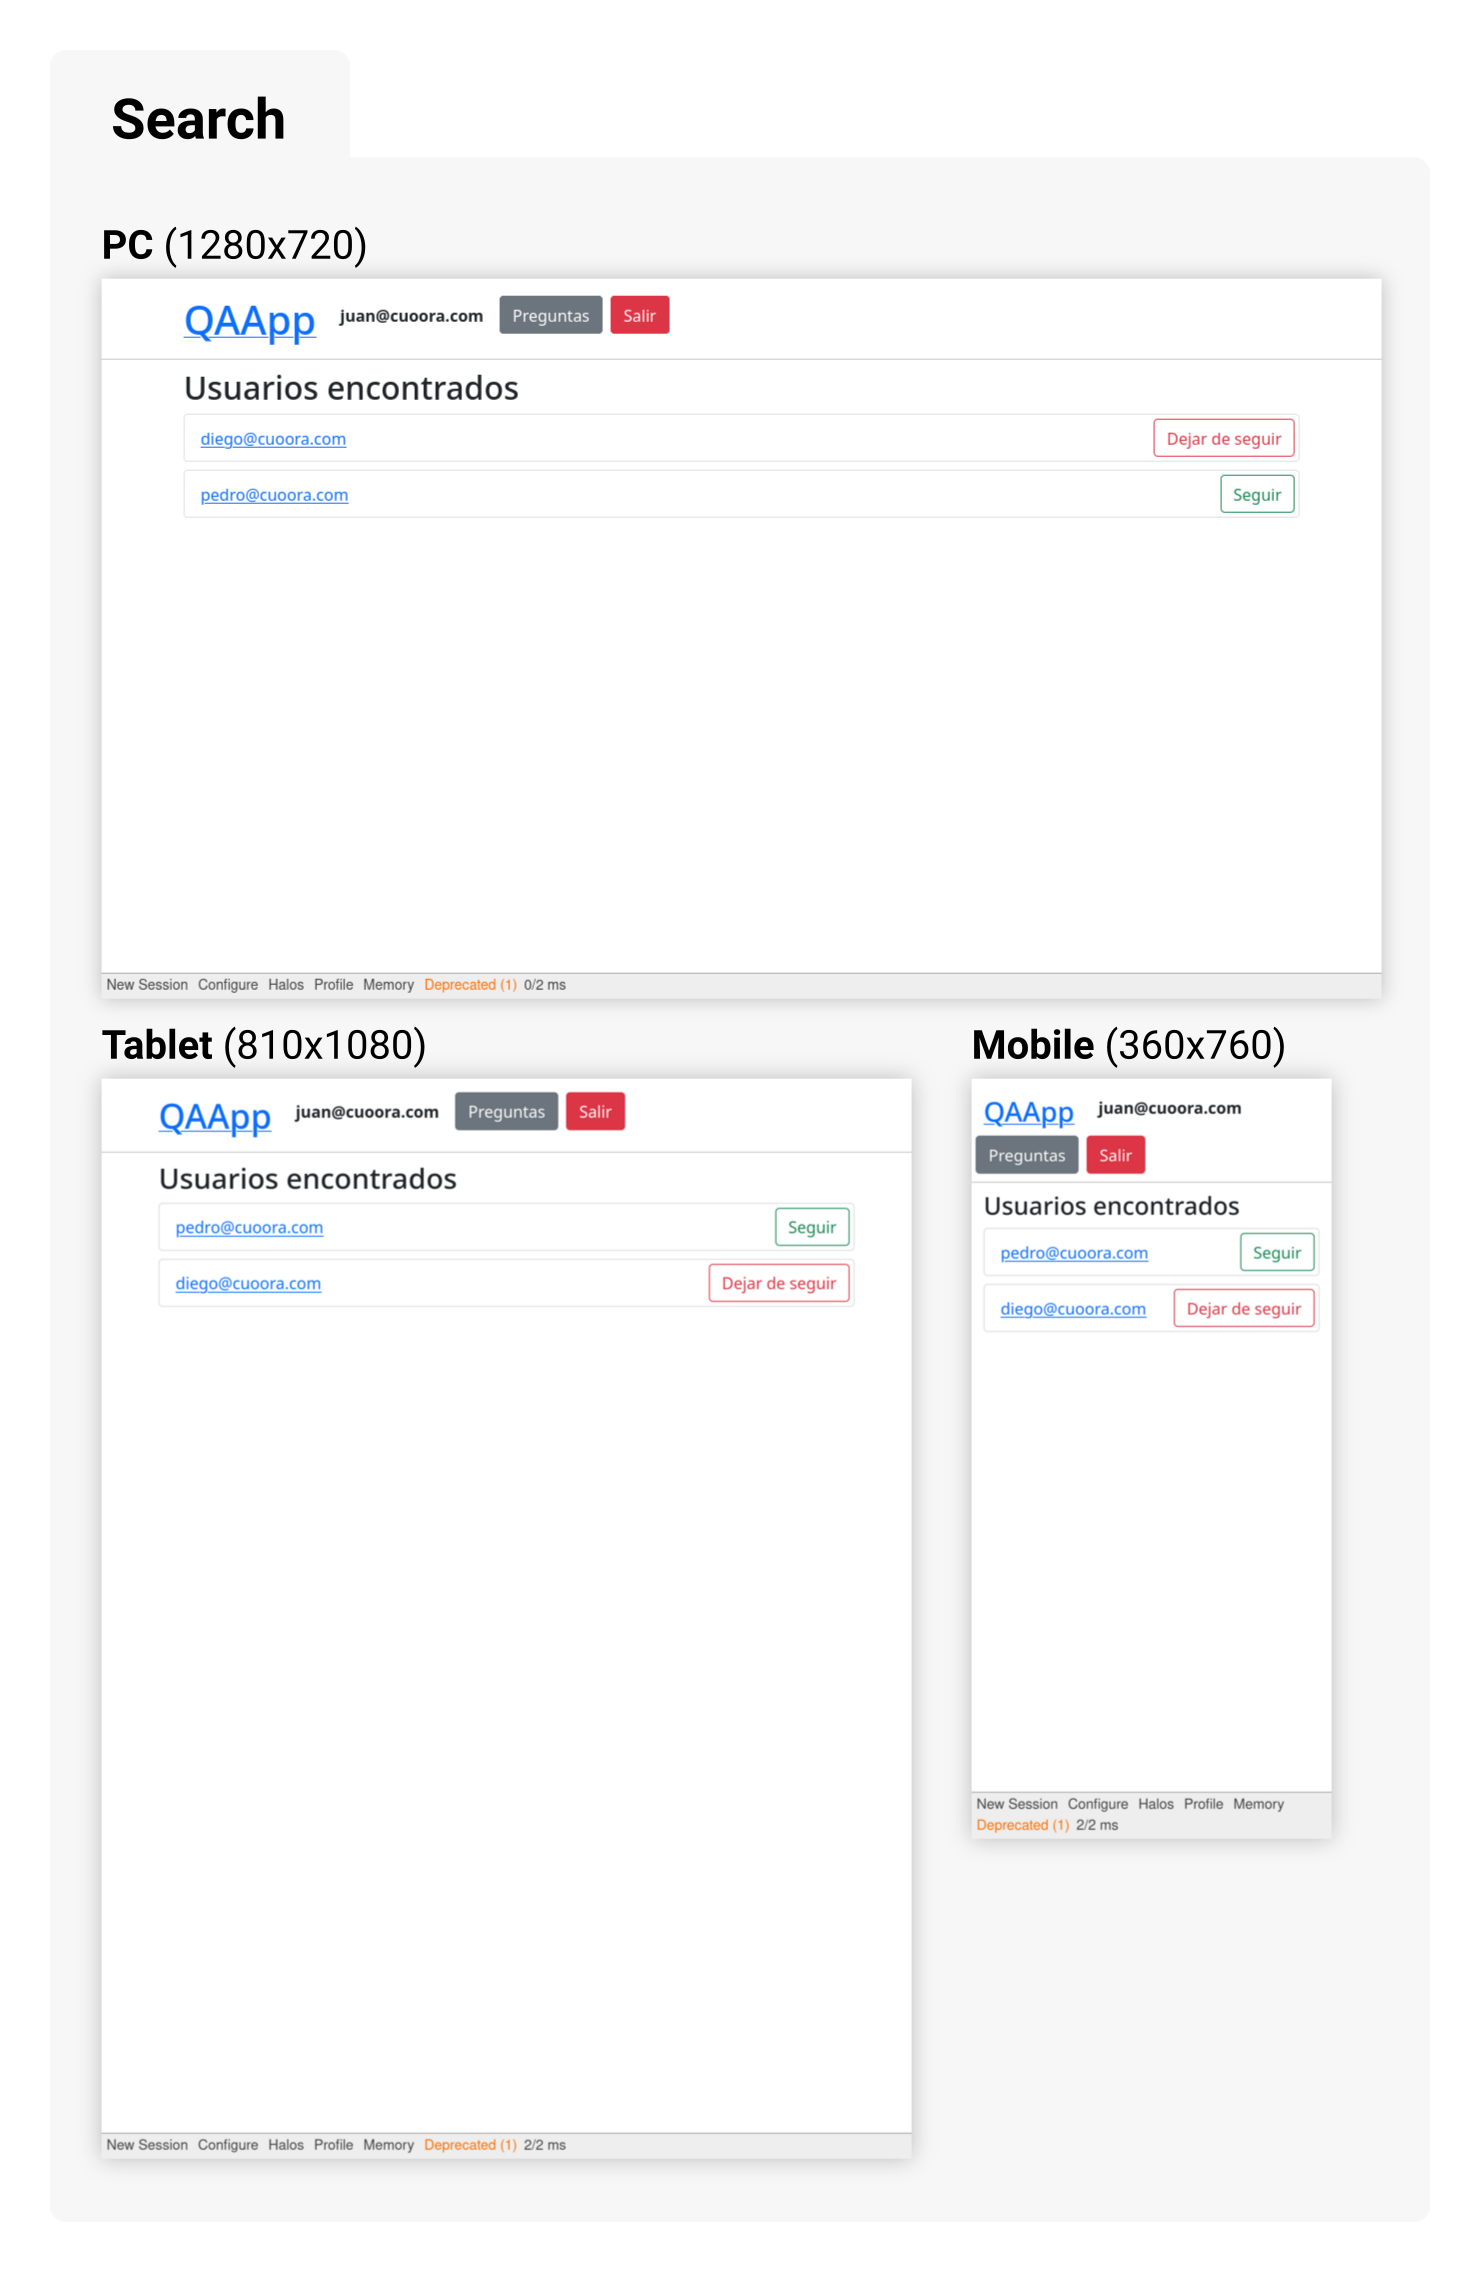 Search
PC (1280x720)
QAApp juan@cuoora.com Preguntas Salir
Usuarios encontrados
diego@cuoora.com Dejar de seguir
pedro@cuoora.com Seguir
New Session Configure Halos Profile Memory Deprecated (1) 0/2 ms
Tablet (810x1080)
QAApp juan@cuoora.com Preguntas Salir
Usuarios encontrados
pedro@cuoora.com Seguir
diego@cuoora.com Dejar de seguir
New Session Configure Halos Profile Memory Deprecated (1) 2/2 ms
Mobile (360x760)
QAApp juan@cuoora.com
Preguntas Salir
Usuarios encontrados
pedro@cuoora.com Seguir
diego@cuoora.com Dejar de seguir
New Session Configure Halos Profile Memory
Deprecated (1) 2/2 ms